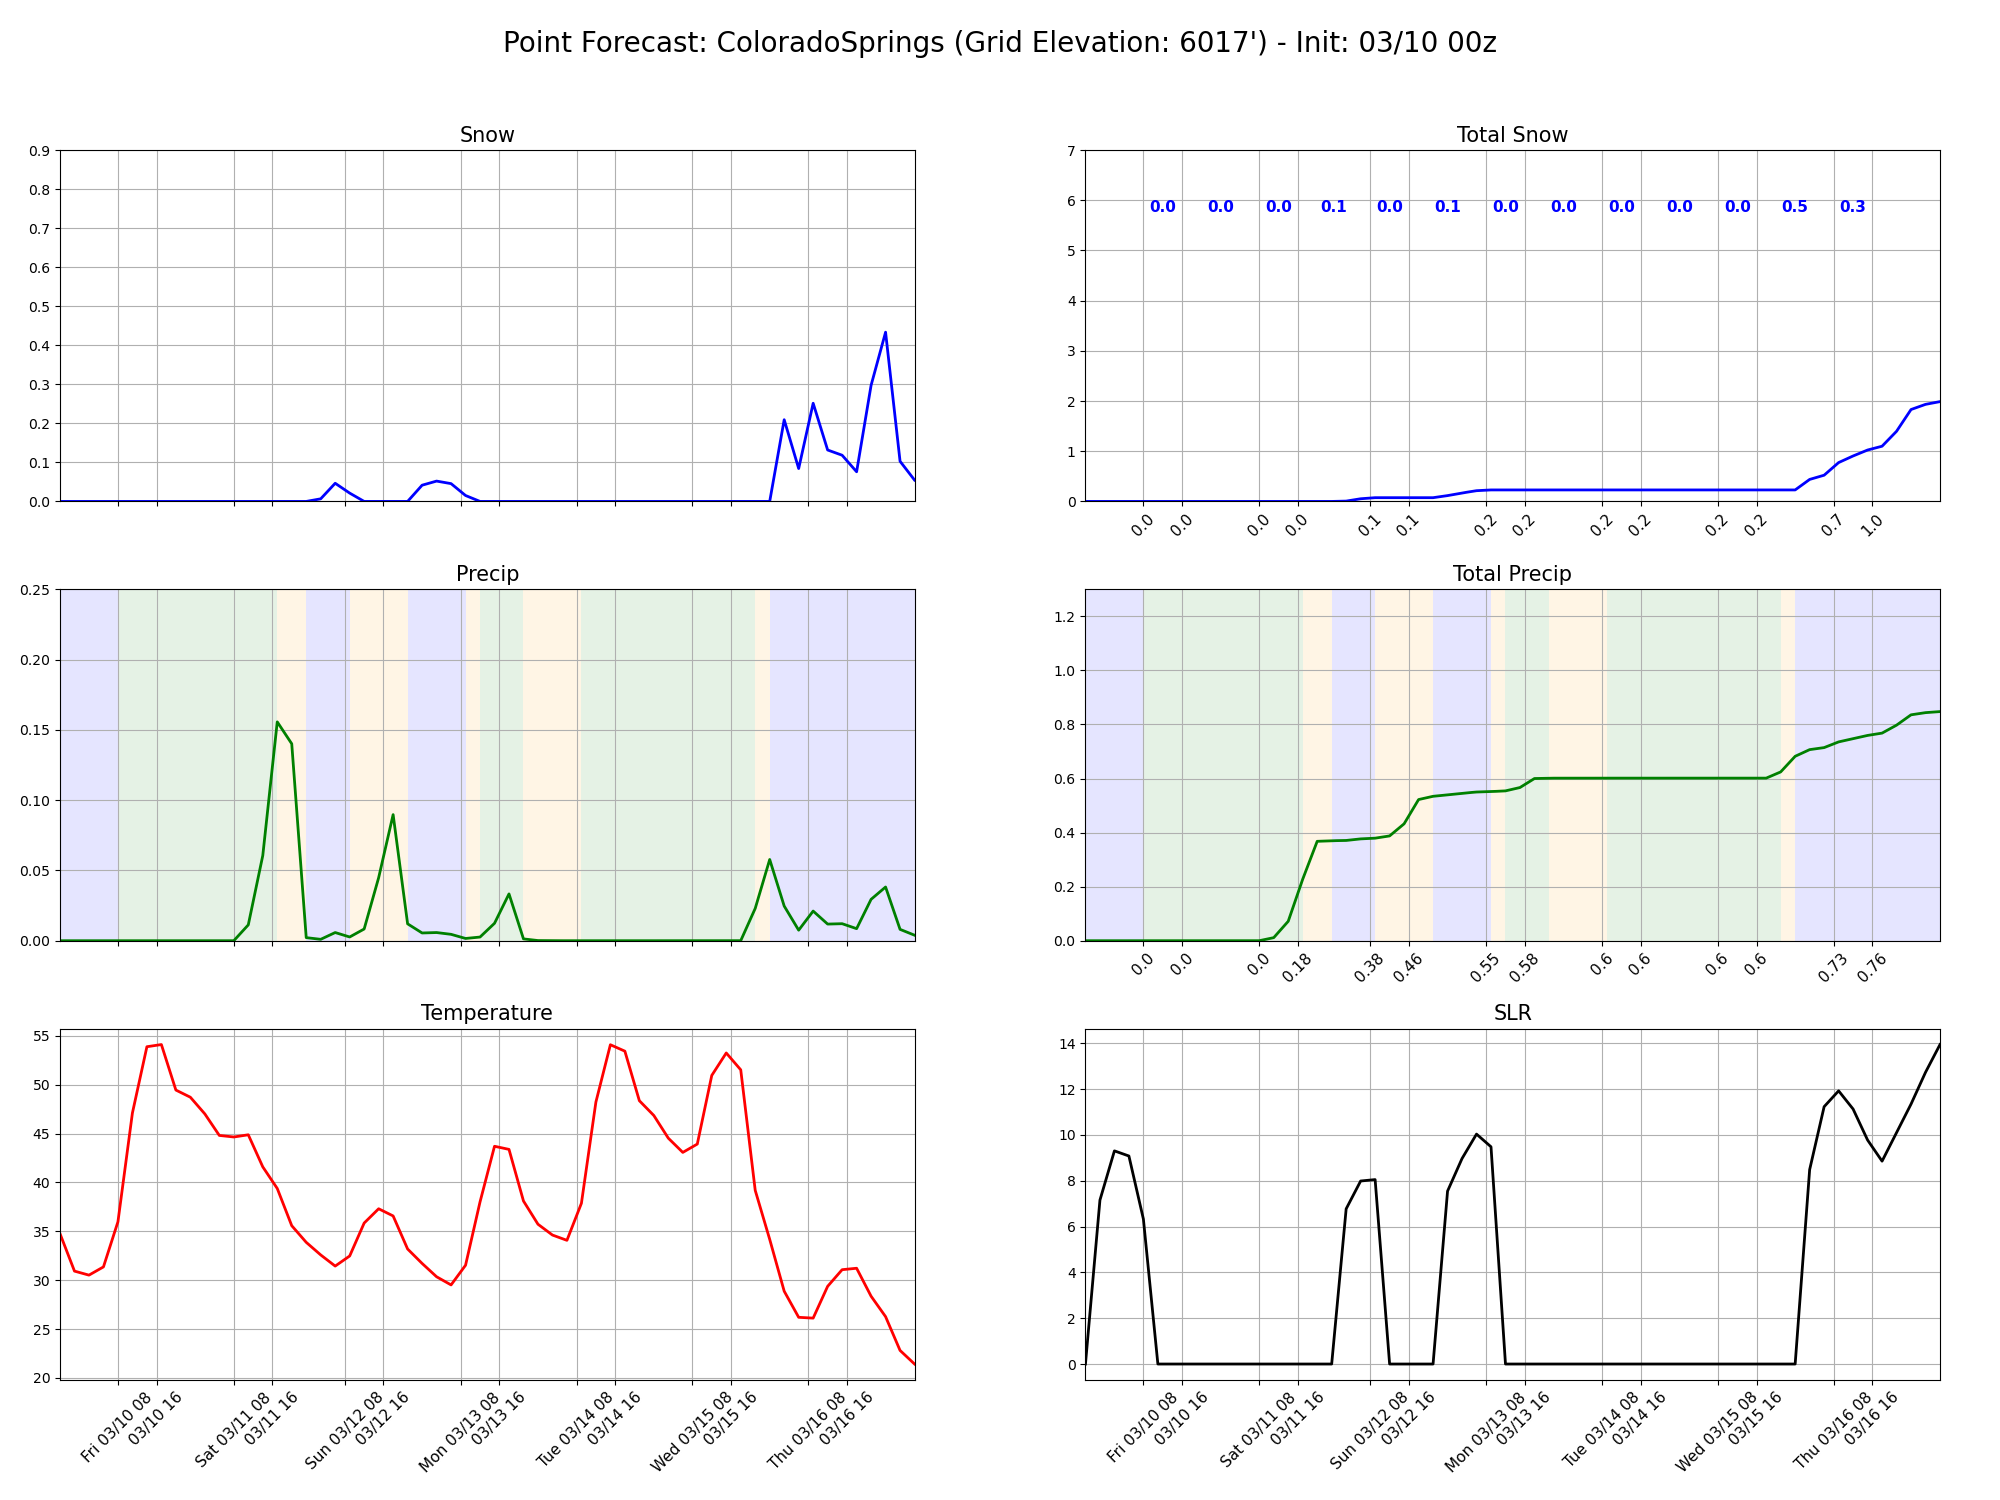 Point Forecast: ColoradoSprings (Grid Elevation: 6017') - Init: 03/10 00z
Snow
0.9
0.8
0.7
0.6
0.5
0.4
0.3
0.2
0.1
0.0
Total Snow
7
6
5
4
3
2
1
0
0.0 0.0 0.0 0.1 0.0 0.1 0.0 0.0 0.0 0.0 0.0 0.5 0.3
0.0 0.0 0.0 0.0 0.1 0.1 0.2 0.2 0.2 0.2 0.2 0.2 0.7 1.0
Precip
0.25
0.20
0.15
0.10
0.05
0.00
Total Precip
1.2
1.0
0.8
0.6
0.4
0.2
0.0
0.0 0.0 0.0 0.18 0.38 0.46 0.55 0.58 0.6 0.6 0.6 0.6 0.73 0.76
Temperature
55
50
45
40
35
30
25
20
Fri 03/10 08
03/10 16
Sat 03/11 08
03/11 16
Sun 03/12 08
03/12 16
Mon 03/13 08
03/13 16
Tue 03/14 08
03/14 16
Wed 03/15 08
03/15 16
Thu 03/16 08
03/16 16
SLR
14
12
10
8
6
4
2
0
Fri 03/10 08
03/10 16
Sat 03/11 08
03/11 16
Sun 03/12 08
03/12 16
Mon 03/13 08
03/13 16
Tue 03/14 08
03/14 16
Wed 03/15 08
03/15 16
Thu 03/16 08
03/16 16